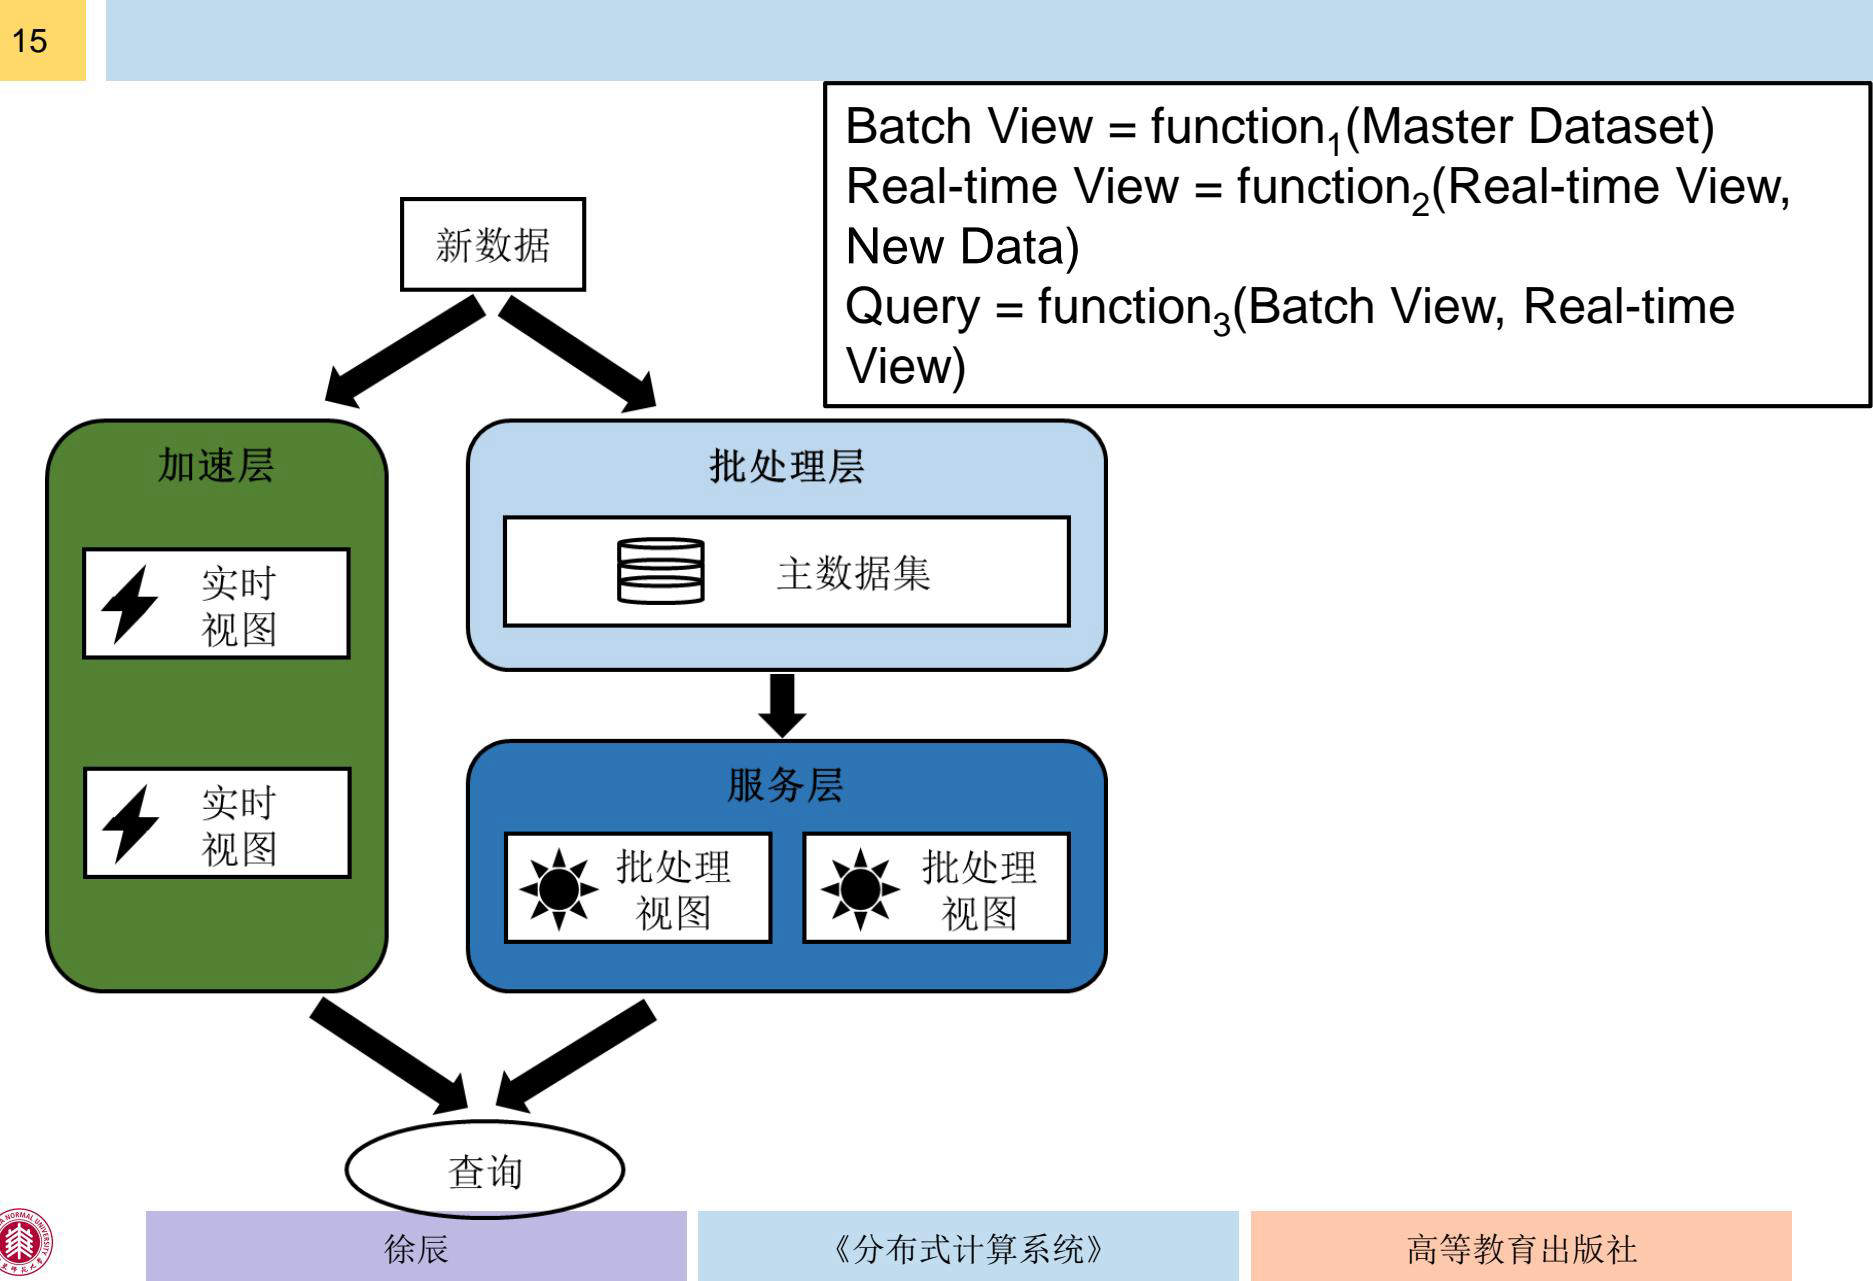 15
Batch View = function₁(Master Dataset)
Real-time View = function₂(Real-time View,
New Data)
Query = function₃(Batch View, Real-time
View)
新数据
加速层
实时
视图
实时
视图
批处理层
主数据集
服务层
批处理
视图
批处理
视图
查询
徐辰
《分布式计算系统》
高等教育出版社